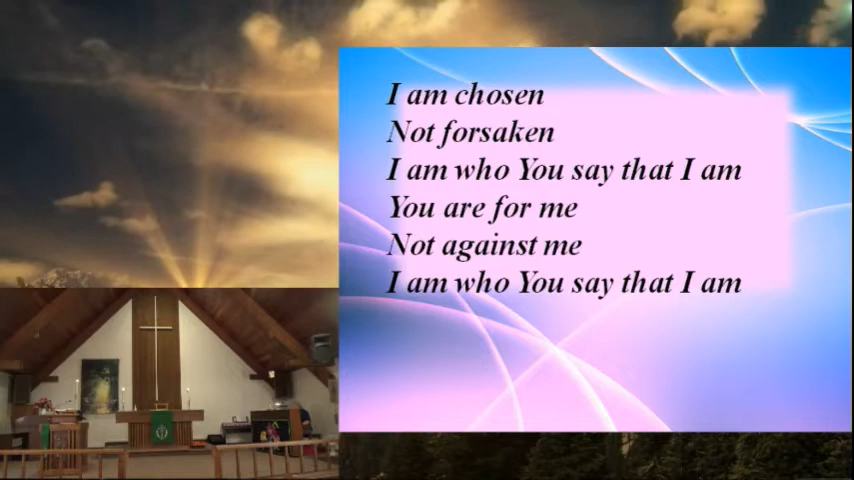 I am chosen
Not forsaken
I am who You say that I am
You are for me
Not against me
I am who You say that I am